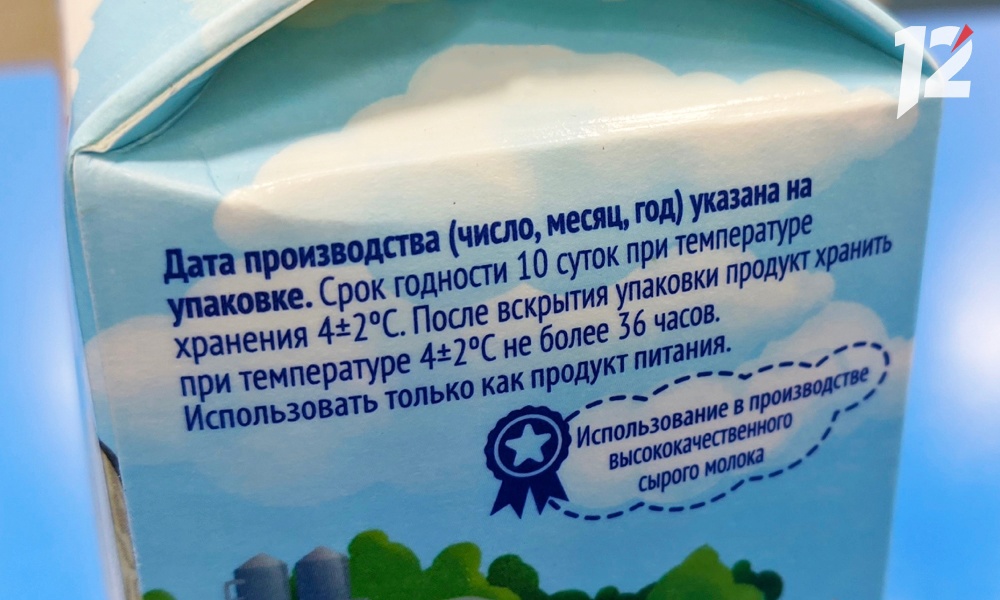 12
Дата производства (число, месяц, год) указана на
упаковке. Срок годности 10 суток при температуре
хранения 4±2°С. После вскрытия упаковки продукт хранить
при температуре 4±2°С не более 36 часов.
Использовать только как продукт питания.
Использование в производстве
высококачественного
сырого молока